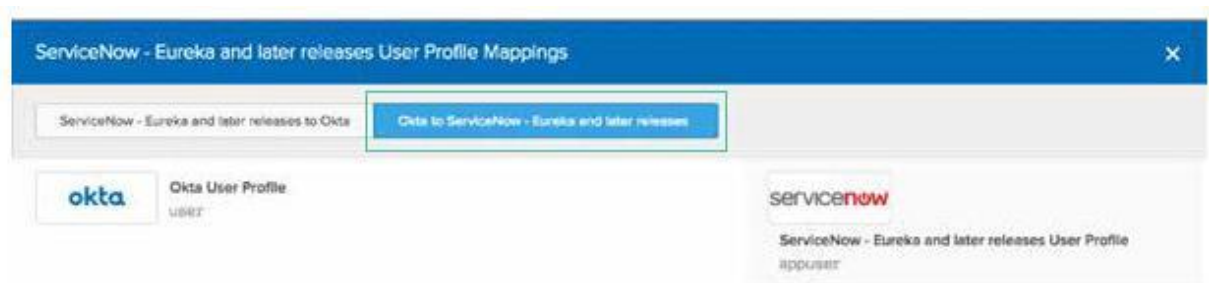 ServiceNow - Eureka and later releases User Profile Mappings
ServiceNow - Eureka and later releases to Okta
Okta to ServiceNow - Eureka and later releases
okta
Okta User Profile
user
servicenow
ServiceNow - Eureka and later releases User Profile
appuser